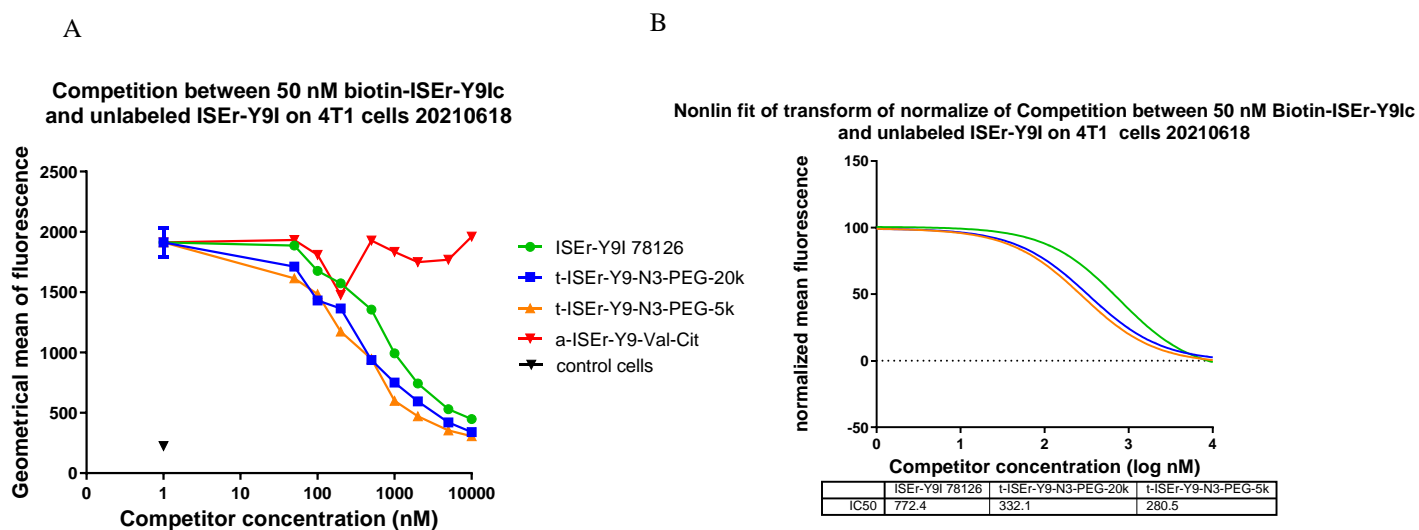 A
B
Competition between 50 nM biotin-ISEr-Y9Ic
and unlabeled ISEr-Y9I on 4T1 cells 20210618
Geometrical mean of fluorescence
2500
2000
1500
1000
500
0
0 1 10 100 1000 10000
Competitor concentration (nM)
ISEr-Y9I 78126
t-ISEr-Y9-N3-PEG-20k
t-ISEr-Y9-N3-PEG-5k
a-ISEr-Y9-Val-Cit
control cells
Nonlin fit of transform of normalize of Competition between 50 nM Biotin-ISEr-Y9Ic
and unlabeled ISEr-Y9I on 4T1 cells 20210618
normalized mean fluorescence
150
100
50
0
-50
0 1 2 3 4
Competitor concentration (log nM)
ISEr-Y9I 78126 t-ISEr-Y9-N3-PEG-20k t-ISEr-Y9-N3-PEG-5k
IC50 772.4 332.1 280.5